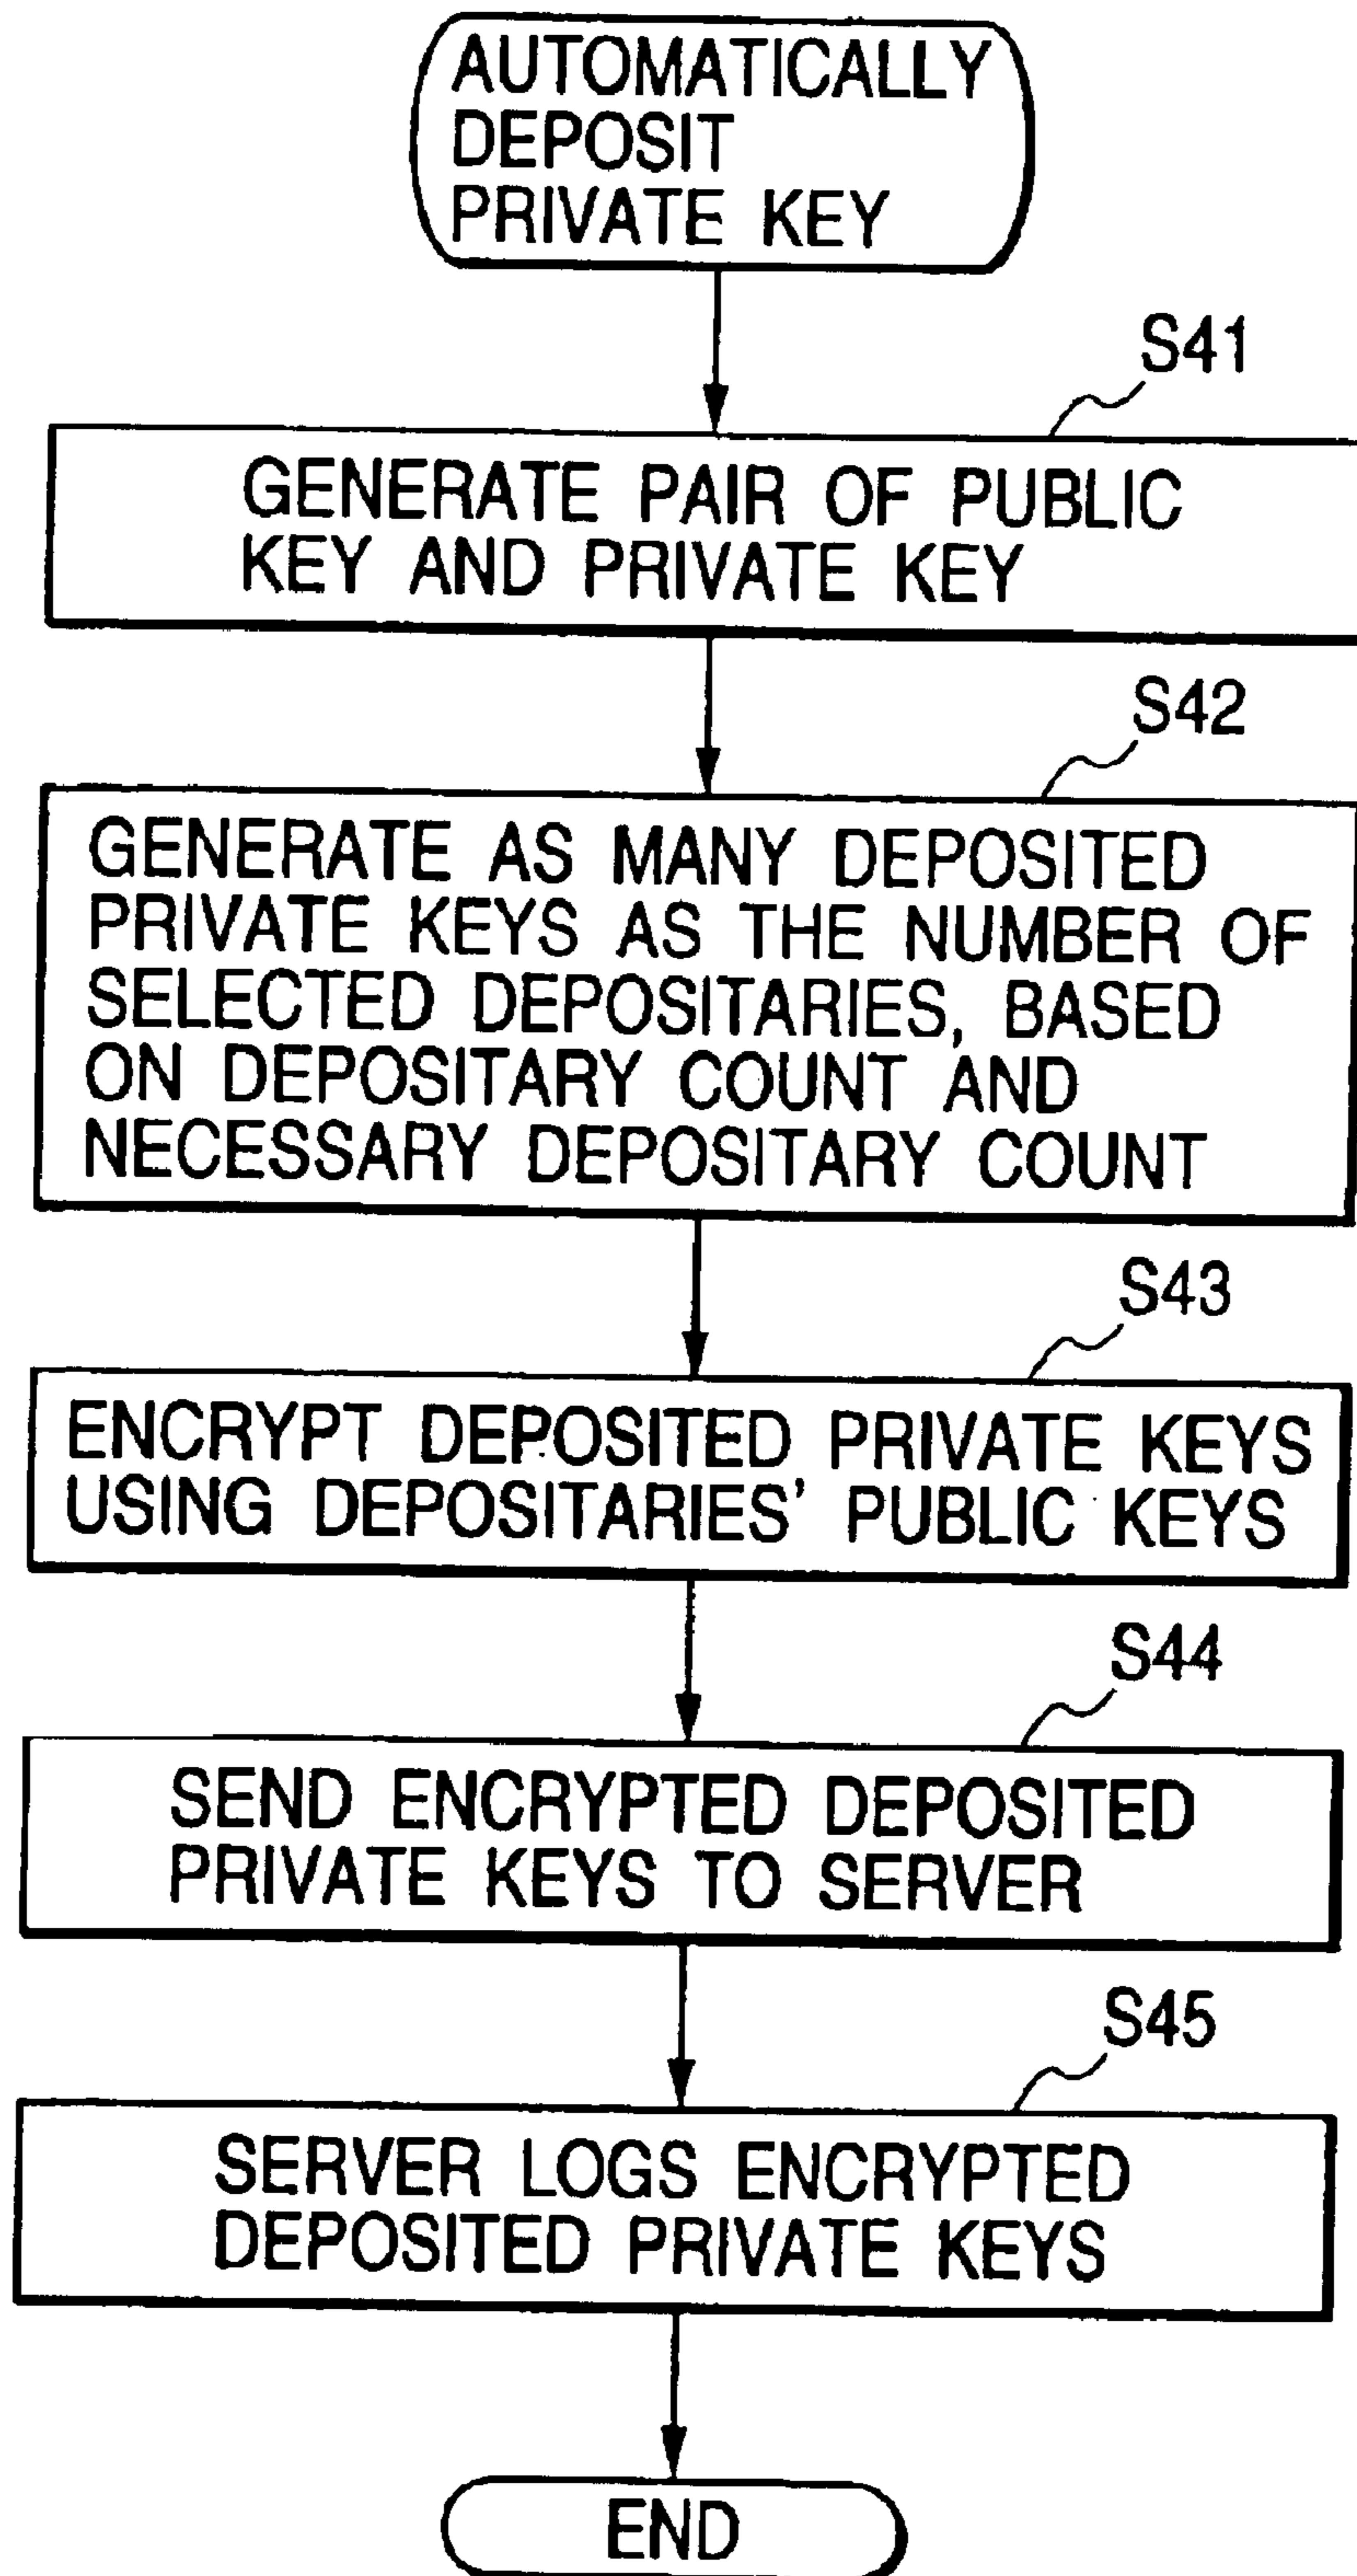 AUTOMATICALLY
DEPOSIT
PRIVATE KEY
S41
GENERATE PAIR OF PUBLIC
KEY AND PRIVATE KEY
S42
GENERATE AS MANY DEPOSITED
PRIVATE KEYS AS THE NUMBER OF
SELECTED DEPOSITARIES, BASED
ON DEPOSITARY COUNT AND
NECESSARY DEPOSITARY COUNT
S43
ENCRYPT DEPOSITED PRIVATE KEYS
USING DEPOSITARIES’ PUBLIC KEYS
S44
SEND ENCRYPTED DEPOSITED
PRIVATE KEYS TO SERVER
S45
SERVER LOGS ENCRYPTED
DEPOSITED PRIVATE KEYS
END